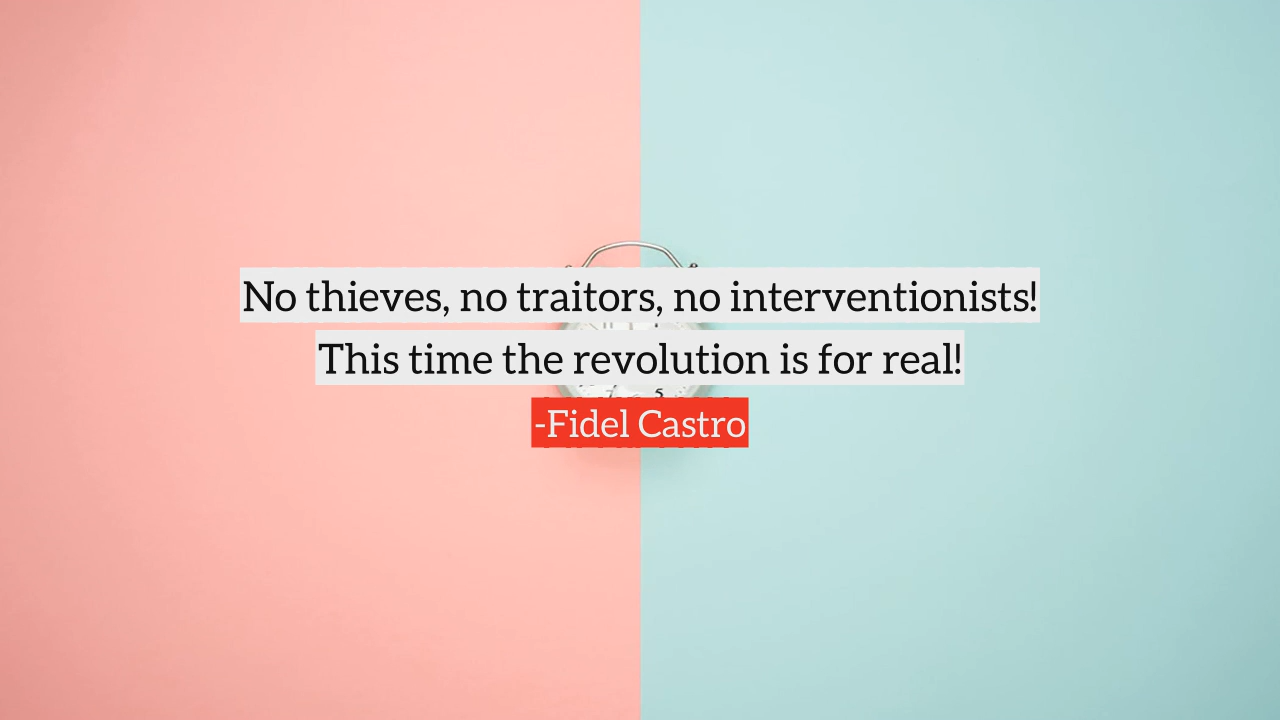 No thieves, no traitors, no interventionists!
This time the revolution is for real!
-Fidel Castro